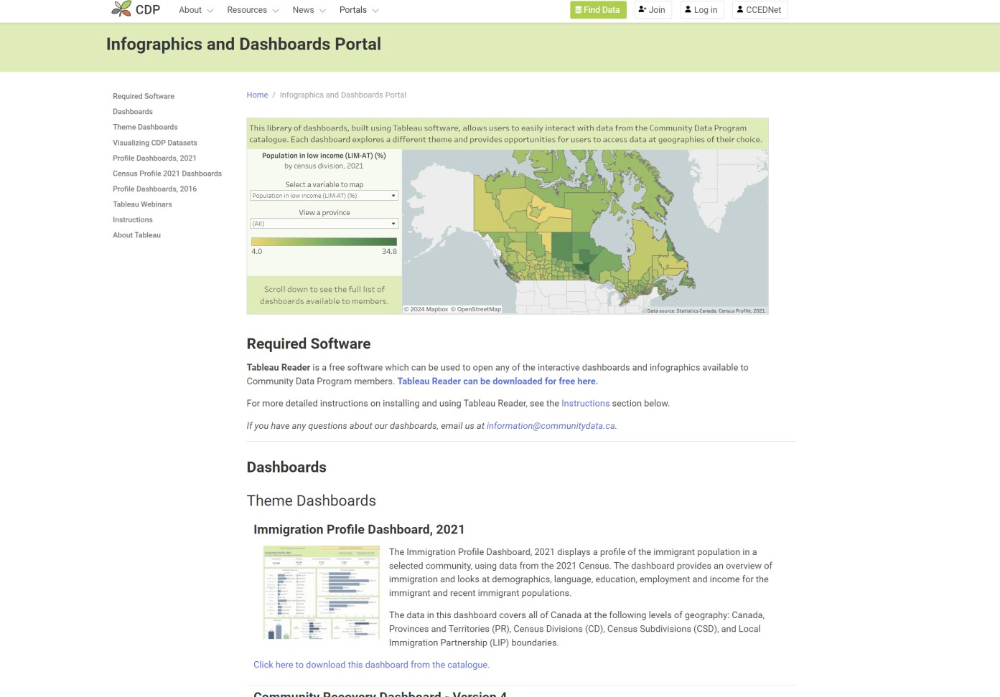 CDP
About
Resources
News
Portals
Find Data
Join
Log in
CCEDNet
Infographics and Dashboards Portal
Required Software
Dashboards
Theme Dashboards
Visualizing CDP Datasets
Profile Dashboards, 2021
Census Profile 2021 Dashboards
Profile Dashboards, 2016
Tableau Webinars
Instructions
About Tableau
Home / Infographics and Dashboards Portal
This library of dashboards, built using Tableau software, allows users to easily interact with data from the Community Data Program
catalogue. Each dashboard explores a different theme and provides opportunities for users to access data at geographies of their choice.
Population in low income (LIM-AT) (%)
by census division, 2021
Select a variable to map
Population in low income (LIM-AT) (%)
View a province
(All)
4.0 34.8
Scroll down to see the full list of
dashboards available to members.
© 2024 Mapbox © OpenStreetMap
Data source: Statistics Canada. Census Profile, 2021.
Required Software
Tableau Reader is a free software which can be used to open any of the interactive dashboards and infographics available to
Community Data Program members. Tableau Reader can be downloaded for free here.
For more detailed instructions on installing and using Tableau Reader, see the Instructions section below.
If you have any questions about our dashboards, email us at information@communitydata.ca.
Dashboards
Theme Dashboards
Immigration Profile Dashboard, 2021
The Immigration Profile Dashboard, 2021 displays a profile of the immigrant population in a
selected community, using data from the 2021 Census. The dashboard provides an overview of
immigration and looks at demographics, language, education, employment and income for the
immigrant and recent immigrant populations.
The data in this dashboard covers all of Canada at the following levels of geography: Canada,
Provinces and Territories (PR), Census Divisions (CD), Census Subdivisions (CSD), and Local
Immigration Partnership (LIP) boundaries.
Click here to download this dashboard from the catalogue.
Community Recovery Dashboard - Version 4